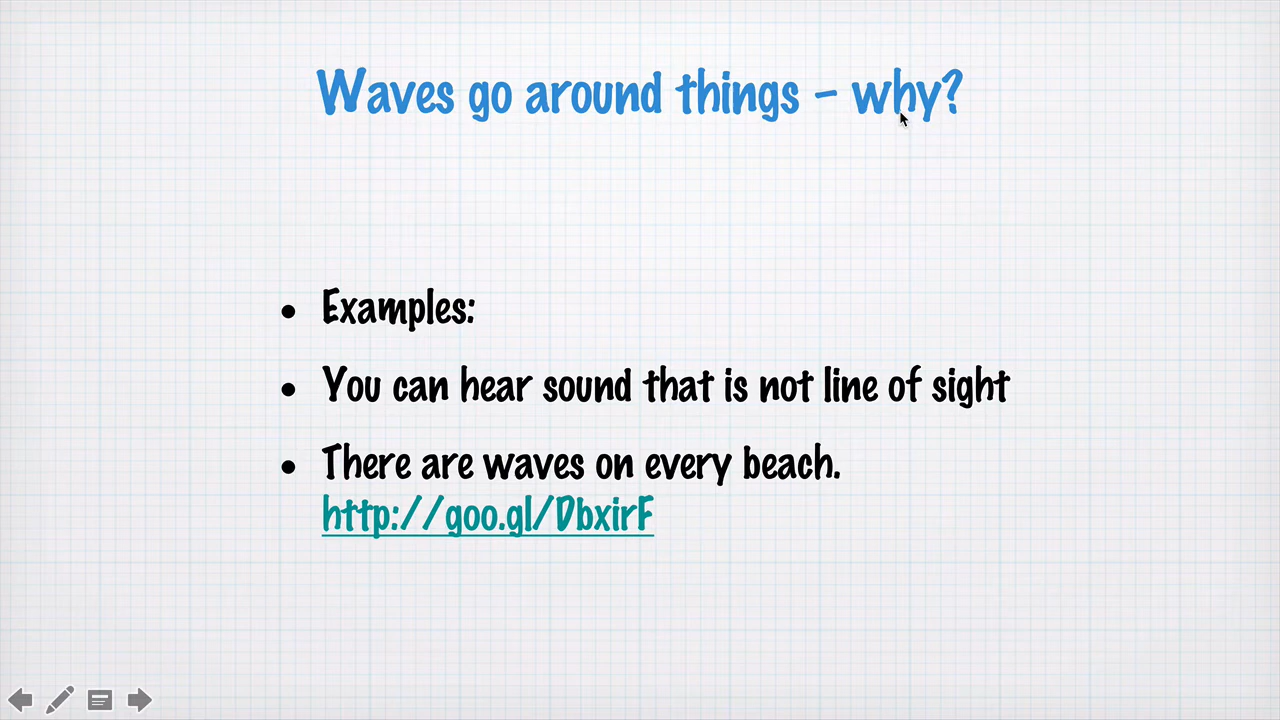 Waves go around things – why?
• Examples:
• You can hear sound that is not line of sight
• There are waves on every beach.
http://goo.gl/DbxirF